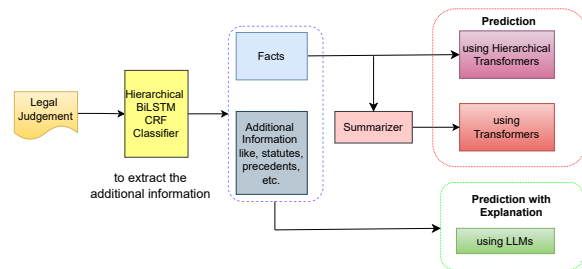 Legal
Judgement
Hierarchical
BiLSTM
CRF
Classifier
to extract the
additional information
Facts
Additional
Information
like, statutes,
precedents,
etc.
Summarizer
Prediction
using Hierarchical
Transformers
using
Transformers
Prediction with
Explanation
using LLMs